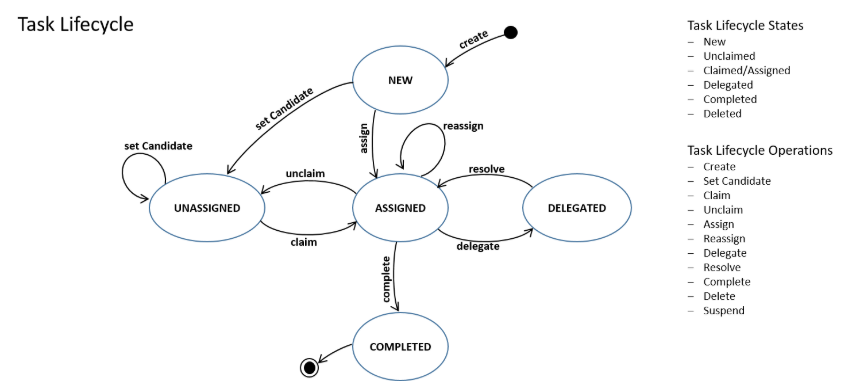 Task Lifecycle
create
NEW
set Candidate
assign
reassign
set Candidate
unclaim
resolve
UNASSIGNED
ASSIGNED
DELEGATED
claim
delegate
complete
COMPLETED
Task Lifecycle States
– New
– Unclaimed
– Claimed/Assigned
– Delegated
– Completed
– Deleted
Task Lifecycle Operations
– Create
– Set Candidate
– Claim
– Unclaim
– Assign
– Reassign
– Delegate
– Resolve
– Complete
– Delete
– Suspend